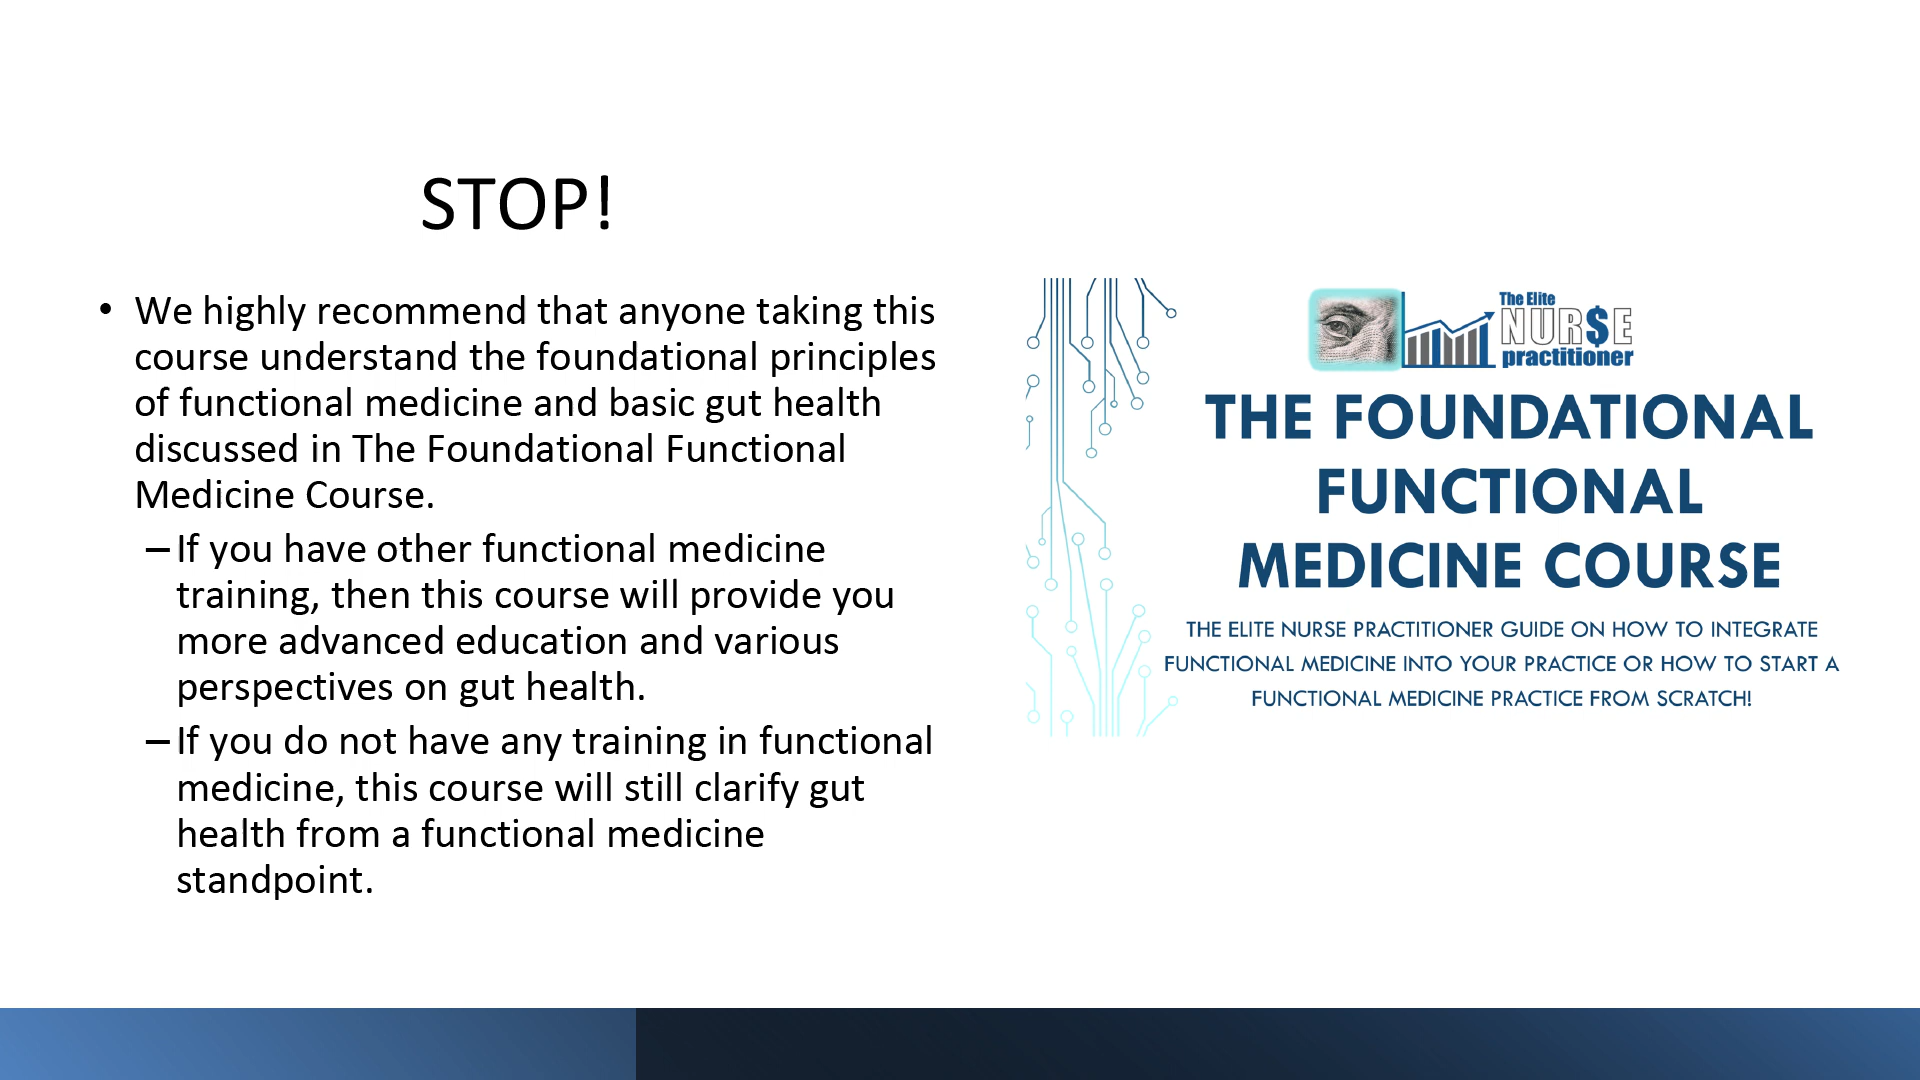 STOP!
• We highly recommend that anyone taking this
course understand the foundational principles
of functional medicine and basic gut health
discussed in The Foundational Functional
Medicine Course.
– If you have other functional medicine
training, then this course will provide you
more advanced education and various
perspectives on gut health.
– If you do not have any training in functional
medicine, this course will still clarify gut
health from a functional medicine
standpoint.
The Elite
NUR$E
practitioner
THE FOUNDATIONAL
FUNCTIONAL
MEDICINE COURSE
THE ELITE NURSE PRACTITIONER GUIDE ON HOW TO INTEGRATE
FUNCTIONAL MEDICINE INTO YOUR PRACTICE OR HOW TO START A
FUNCTIONAL MEDICINE PRACTICE FROM SCRATCH!